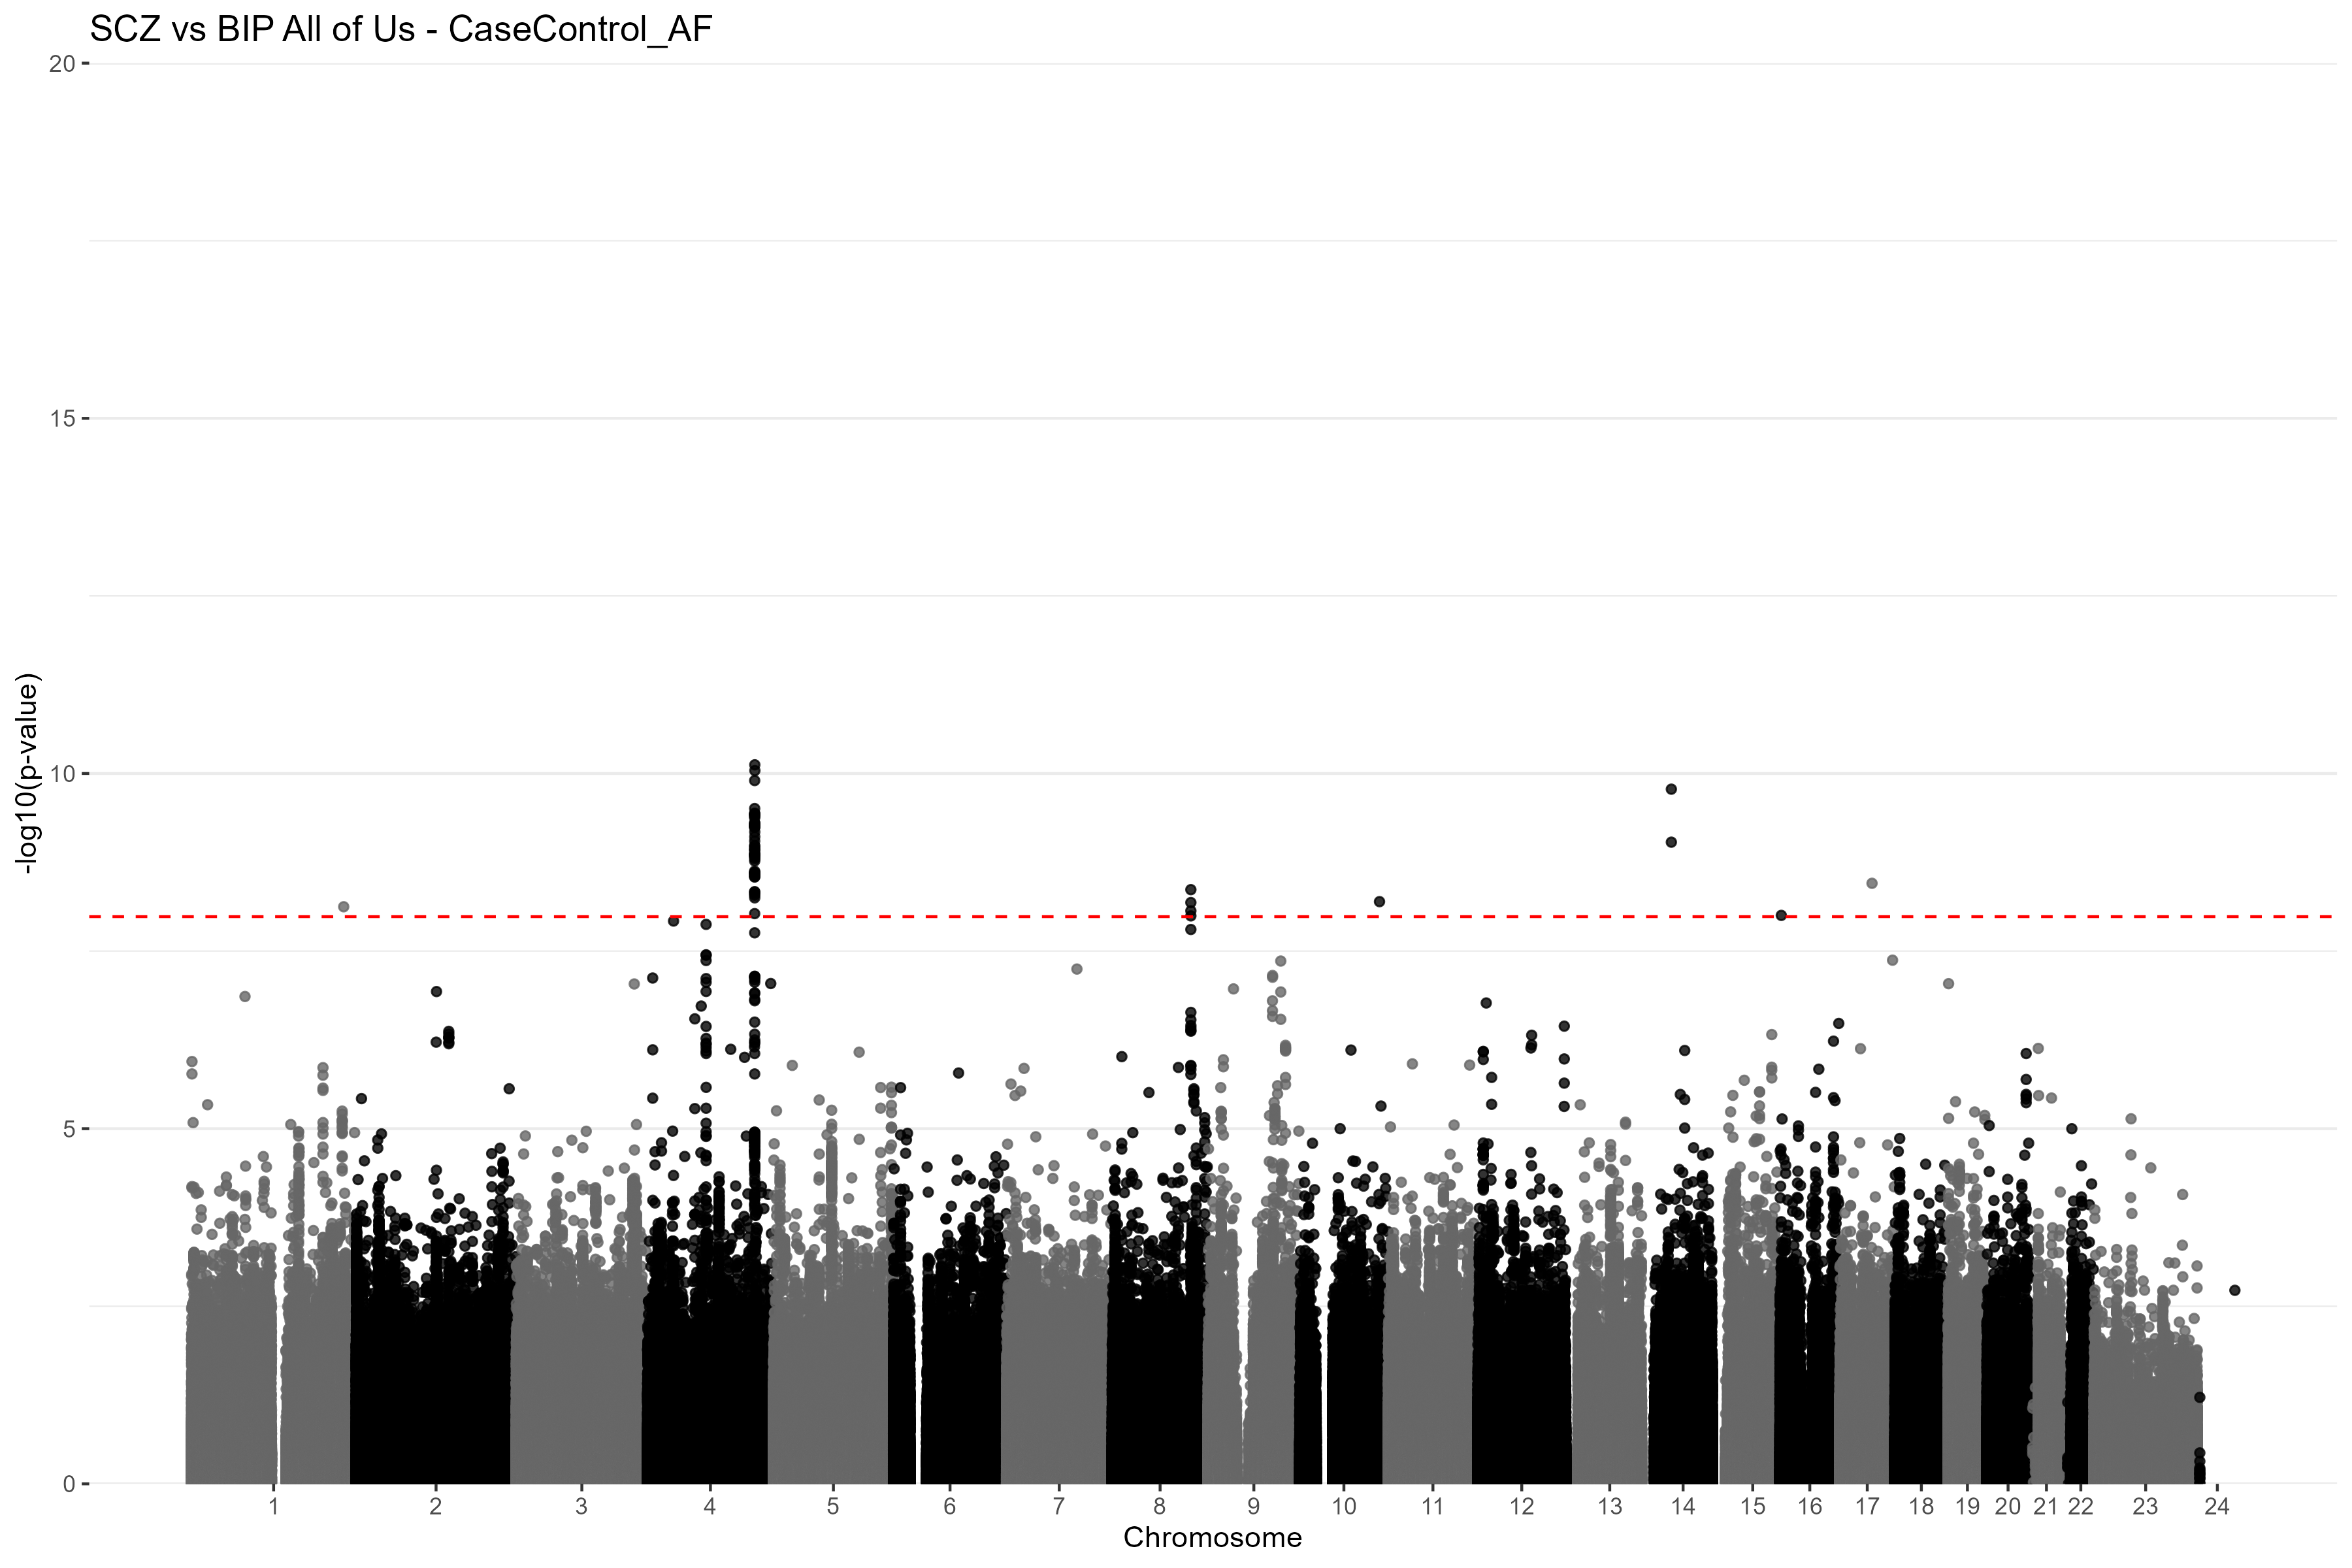 SCZ vs BIP All of Us - CaseControl_AF
20
15
10
5
0
-log10(p-value)
1 2 3 4 5 6 7 8 9 10 11 12 13 14 15 16 17 18 19 20 21 22 23 24
Chromosome